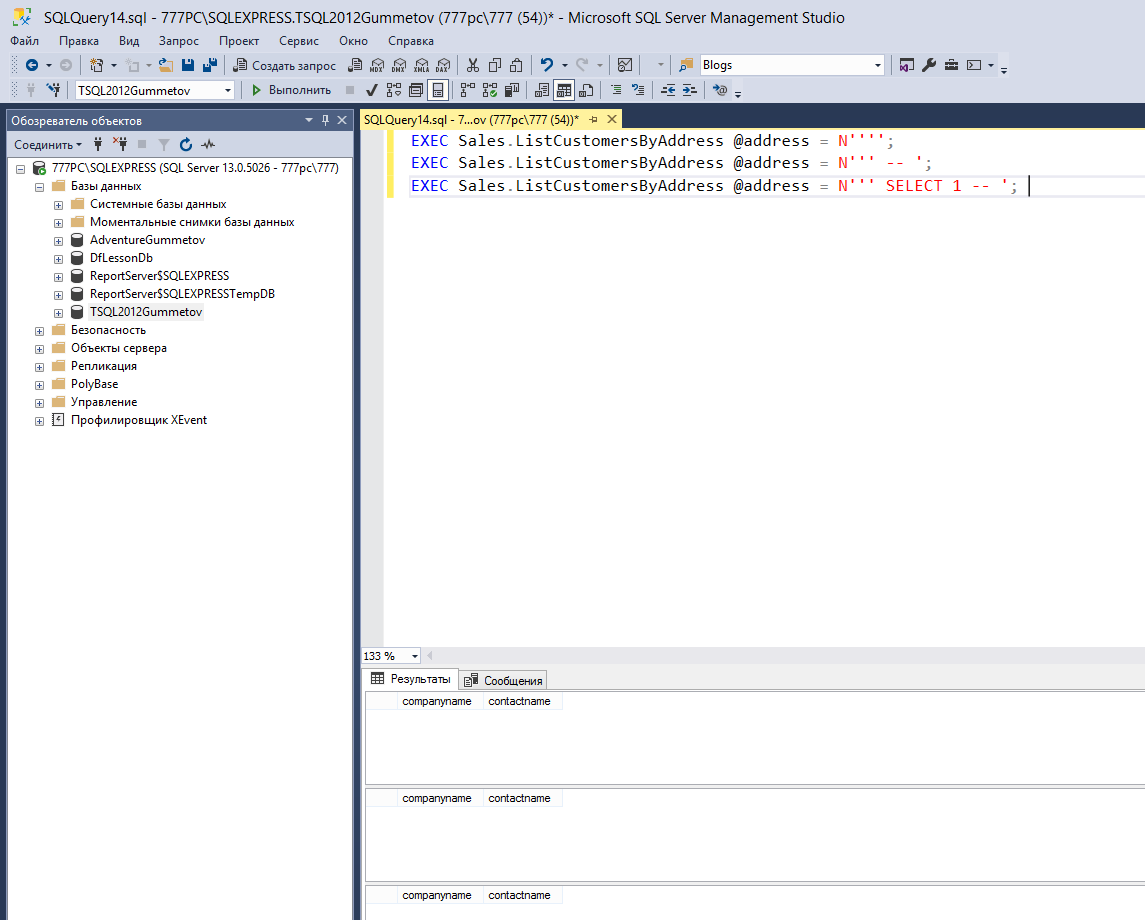 SQLQuery14.sql - 777PC\SQLEXPRESS.TSQL2012Gummetov (777pc\777 (54))* - Microsoft SQL Server Management Studio
Файл Правка Вид Запрос Проект Сервис Окно Справка
Создать запрос MDX DMX XMLA DAX Blogs
TSQL2012Gummetov Выполнить
Обозреватель объектов
Соединить
777PC\SQLEXPRESS (SQL Server 13.0.5026 - 777pc\777)
Базы данных
Системные базы данных
Моментальные снимки базы данных
AdventureGummetov
DfLessonDb
ReportServer$SQLEXPRESS
ReportServer$SQLEXPRESSTempDB
TSQL2012Gummetov
Безопасность
Объекты сервера
Репликация
PolyBase
Управление
Профилировщик XEvent
SQLQuery14.sql - 7...ov (777pc\777 (54))*
EXEC Sales.ListCustomersByAddress @address = N'''';
EXEC Sales.ListCustomersByAddress @address = N''' -- ';
EXEC Sales.ListCustomersByAddress @address = N''' SELECT 1 -- ';
133 %
Результаты Сообщения
companyname contactname
companyname contactname
companyname contactname